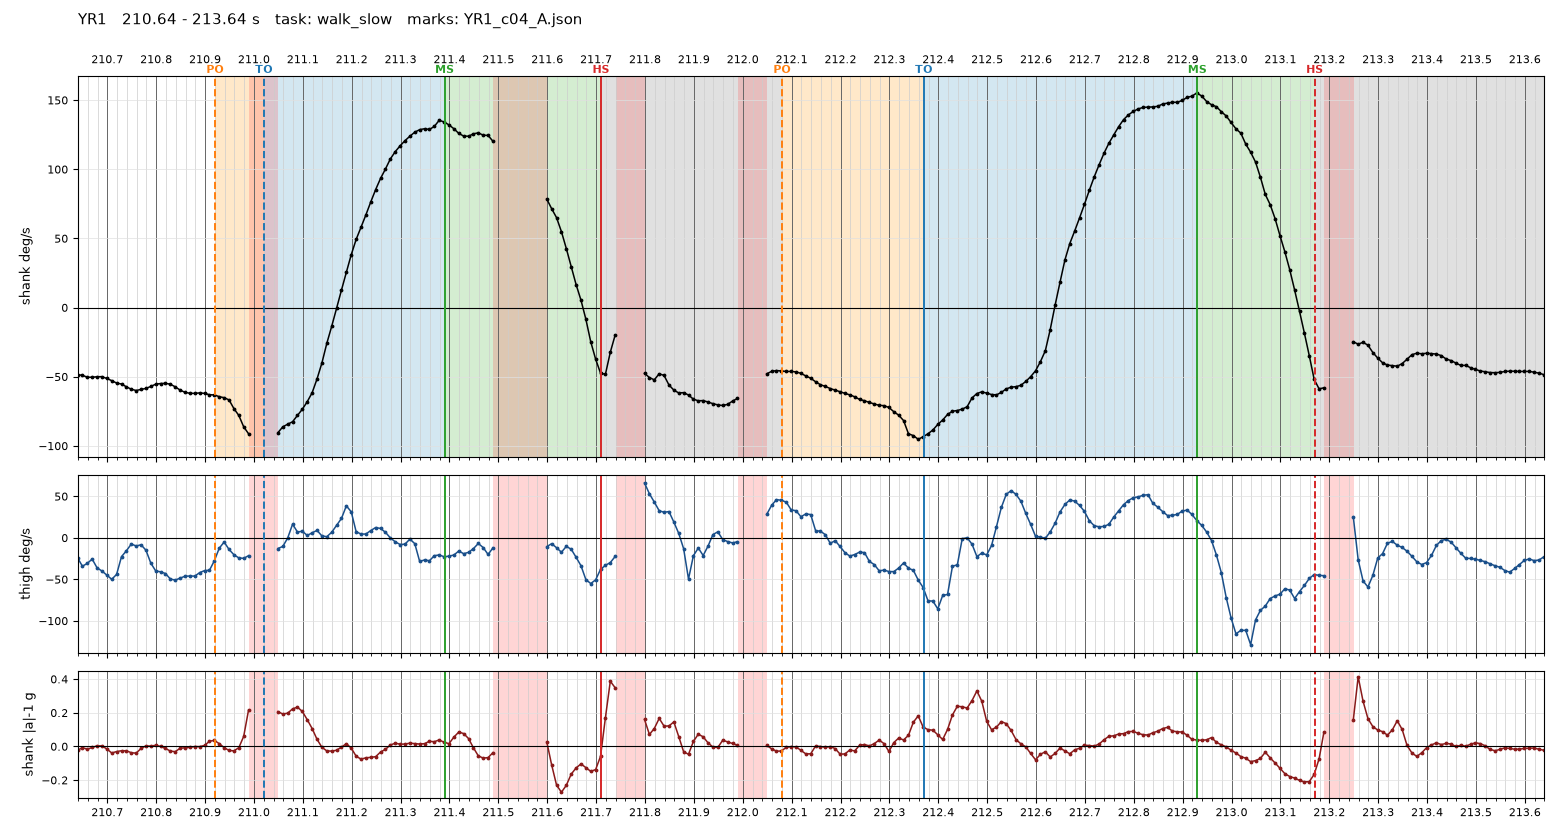 YR1   210.64 - 213.64 s   task: walk_slow   marks: YR1_c04_A.json
210.7 210.8 210.9 211.0 211.1 211.2 211.3 211.4 211.5 211.6 211.7 211.8 211.9 212.0 212.1 212.2 212.3 212.4 212.5 212.6 212.7 212.8 212.9 213.0 213.1 213.2 213.3 213.4 213.5 213.6
PO TO MS HS PO TO MS HS
150
100
50
0
−50
−100
shank deg/s
50
0
−50
−100
thigh deg/s
0.4
0.2
0.0
−0.2
shank |a|-1 g
210.7 210.8 210.9 211.0 211.1 211.2 211.3 211.4 211.5 211.6 211.7 211.8 211.9 212.0 212.1 212.2 212.3 212.4 212.5 212.6 212.7 212.8 212.9 213.0 213.1 213.2 213.3 213.4 213.5 213.6